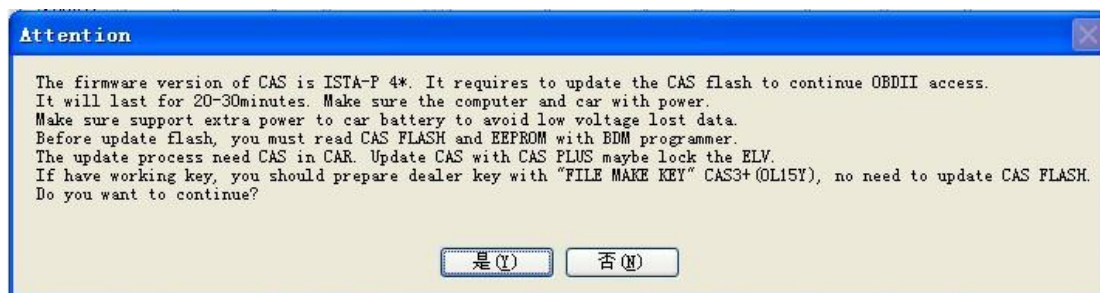 Attention
The firmware version of CAS is ISTA-P 4*. It requires to update the CAS flash to continue OBDII access.
It will last for 20-30minutes. Make sure the computer and car with power.
Make sure support extra power to car battery to avoid low voltage lost data.
Before update flash, you must read CAS FLASH and EEPROM with BDM programmer.
The update process need CAS in CAR. Update CAS with CAS PLUS maybe lock the ELV.
If have working key, you should prepare dealer key with "FILE MAKE KEY" CAS3+(0L15Y), no need to update CAS FLASH.
Do you want to continue?
是(Y) 否(N)